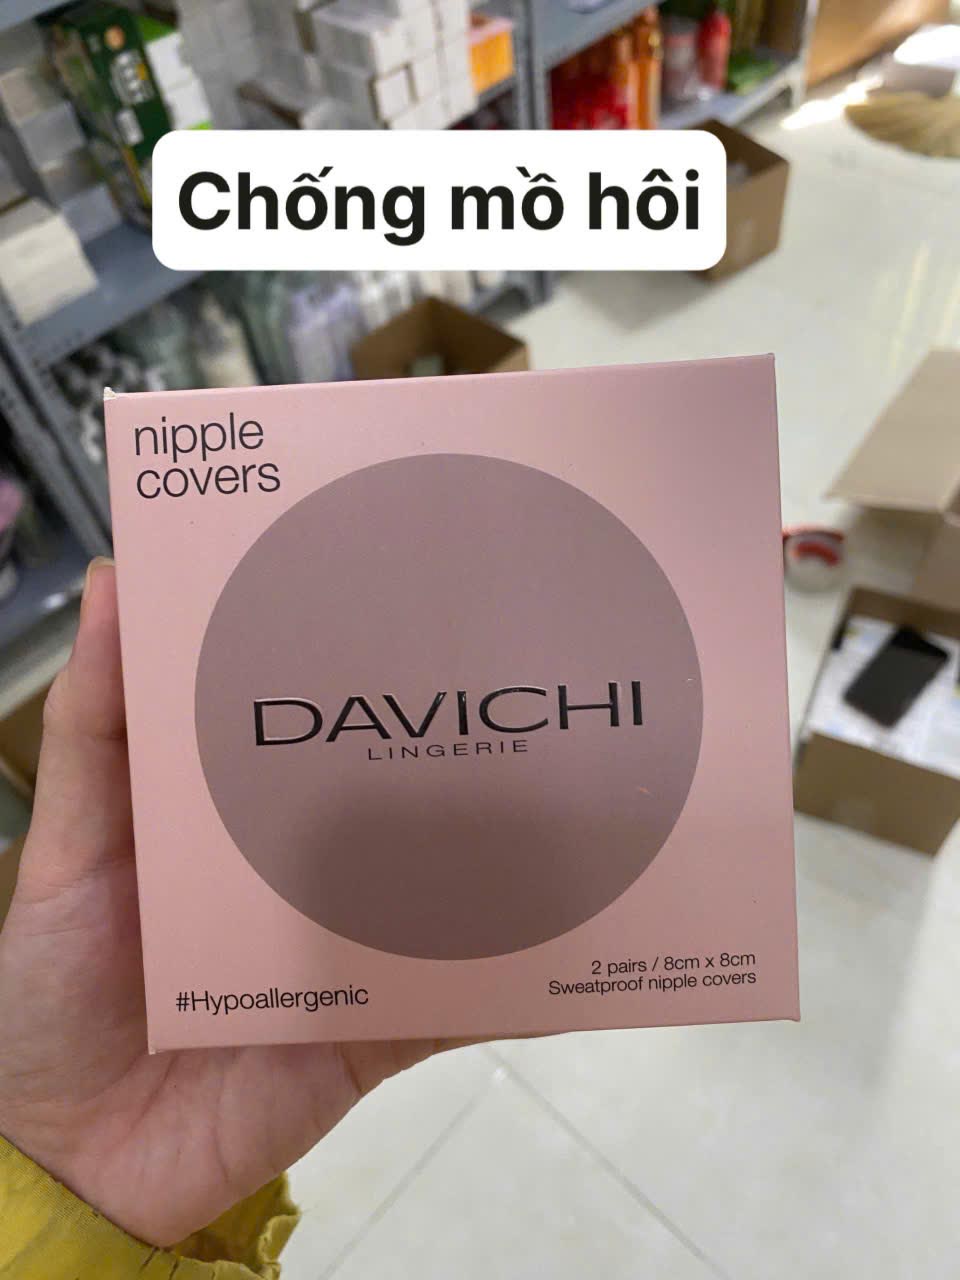 Chống mồ hôi
nipple
covers
DAVICHI
LINGERIE
2 pairs / 8cm x 8cm
Sweatproof nipple covers
#Hypoallergenic